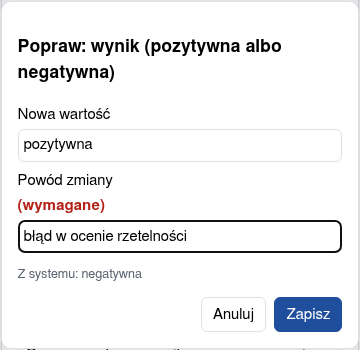 Popraw: wynik (pozytywna albo
negatywna)
Nowa wartość
pozytywna
Powód zmiany
(wymagane)
błąd w ocenie rzetelności
Z systemu: negatywna
Anuluj
Zapisz